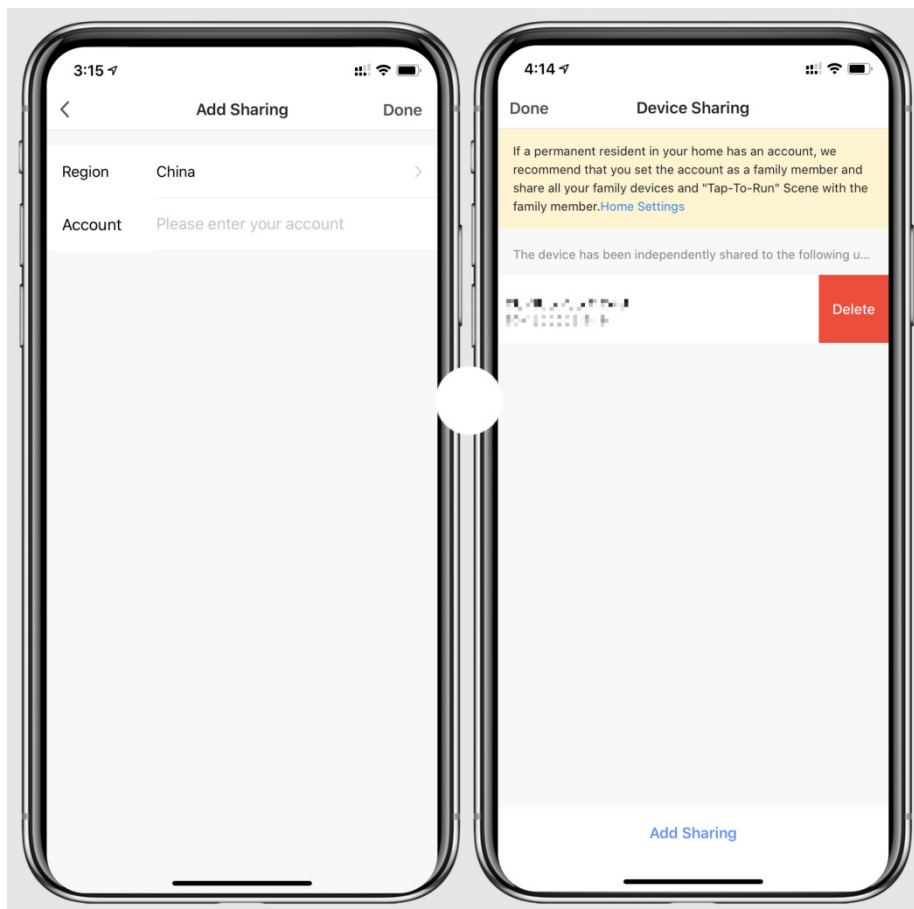 3:15
Add Sharing
Done
Region
China
Account
Please enter your account
4:14
Done
Device Sharing
If a permanent resident in your home has an account, we
recommend that you set the account as a family member and
share all your family devices and "Tap-To-Run" Scene with the
family member.Home Settings
The device has been independently shared to the following u...
Delete
Add Sharing